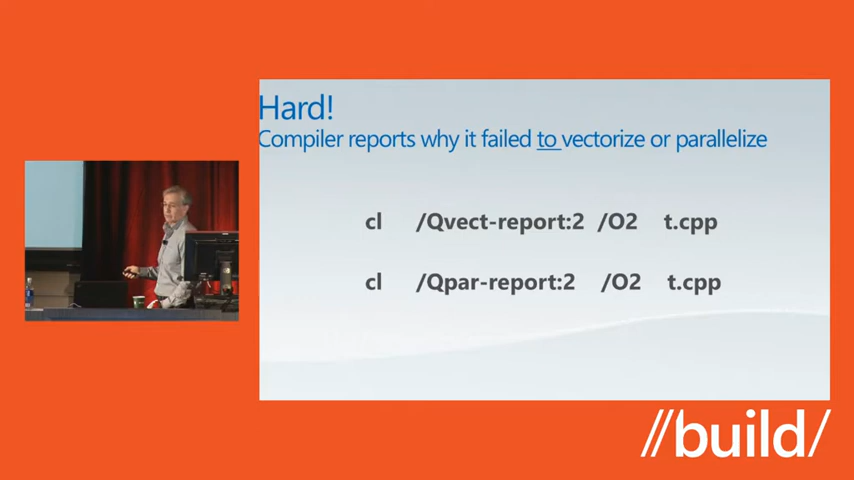 Hard!
Compiler reports why it failed to vectorize or parallelize
cl /Qvect-report:2 /O2 t.cpp
cl /Qpar-report:2 /O2 t.cpp
//build/